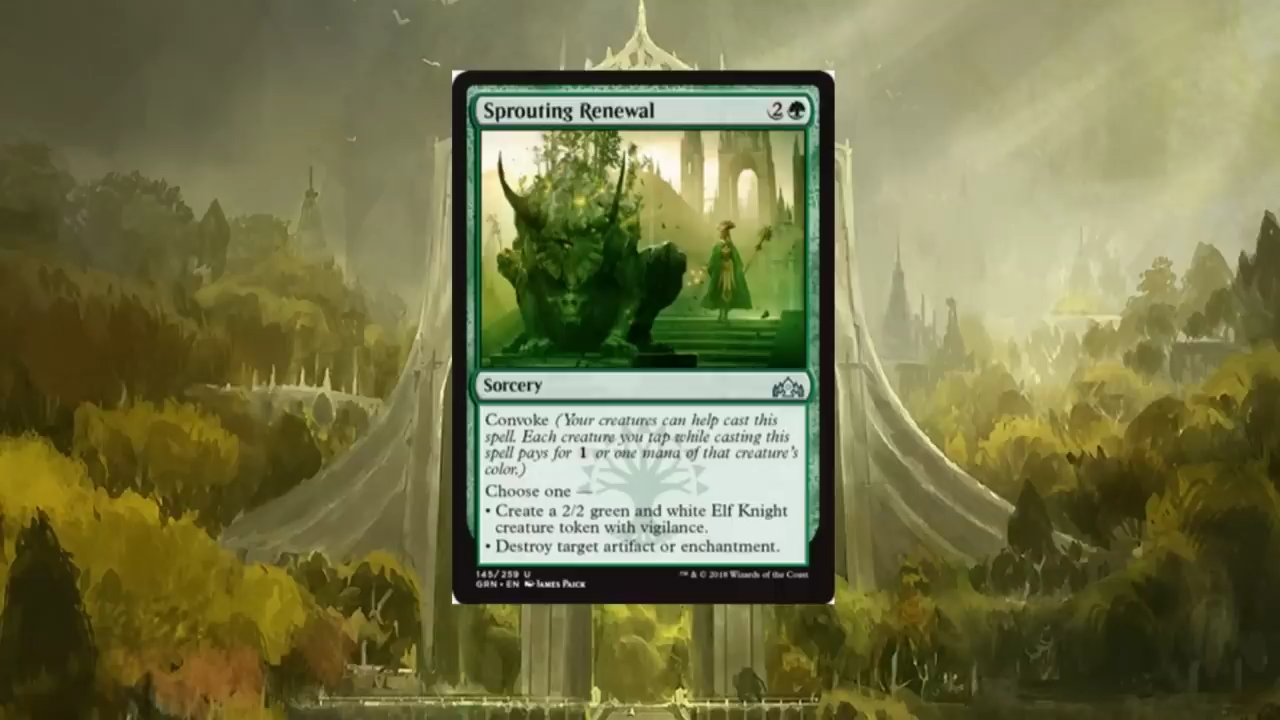 Sprouting Renewal 2
Sorcery
Convoke (Your creatures can help cast this
spell. Each creature you tap while casting this
spell pays for 1 or one mana of that creature's
color.)
Choose one —
• Create a 2/2 green and white Elf Knight
creature token with vigilance.
• Destroy target artifact or enchantment.
145/259 U
GRN • EN James Paick
™ & © 2018 Wizards of the Coast